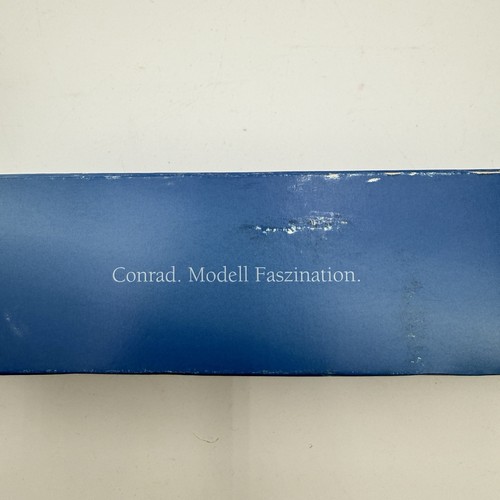 Conrad. Modell Faszination.